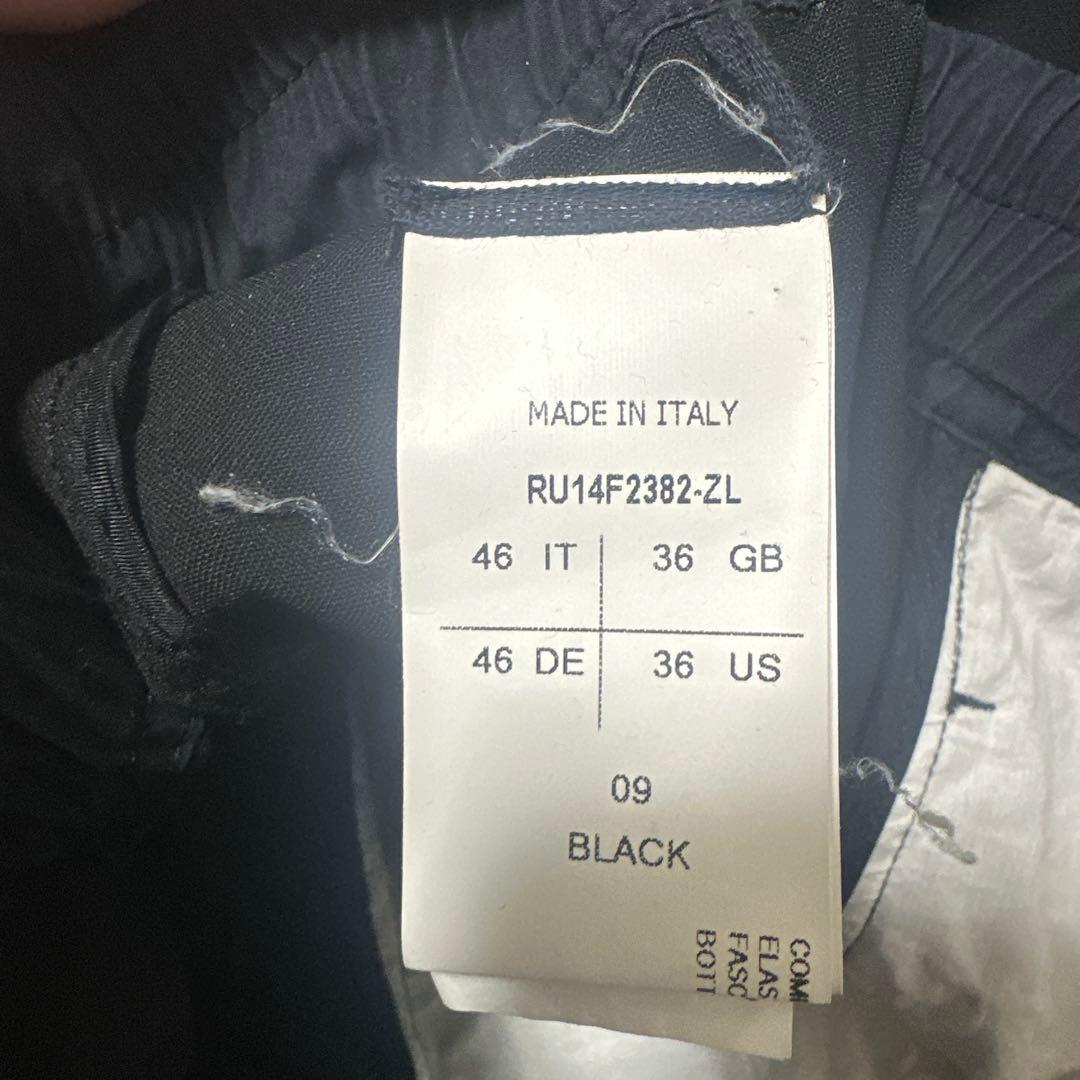 MADE IN ITALY
RU14F2382-ZL
46 IT 36 GB
46 DE 36 US
09
BLACK
COM
ELAS
FASC
BOTT